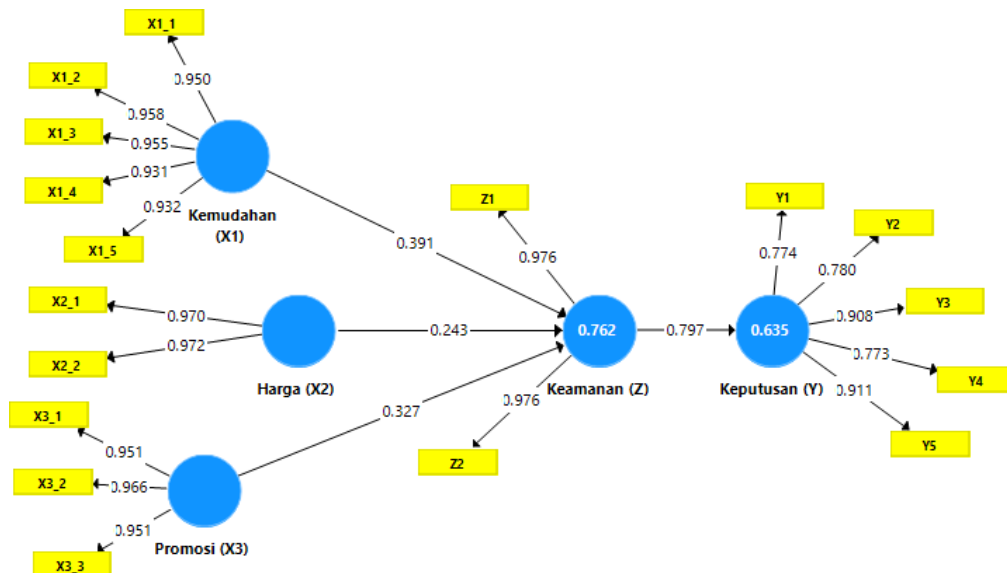 X1_1
0.950
X1_2
0.958
X1_3
0.955
X1_4
0.931
X1_5
0.932
Kemudahan
(X1)
0.391
X2_1
0.970
X2_2
0.972
Harga (X2)
0.243
X3_1
0.951
X3_2
0.966
X3_3
0.951
Promosi (X3)
0.327
Z1
0.976
0.762
Keamanan (Z)
0.976
Z2
0.797
0.635
Keputusan (Y)
Y1
0.774
Y2
0.780
Y3
0.908
Y4
0.773
Y5
0.911